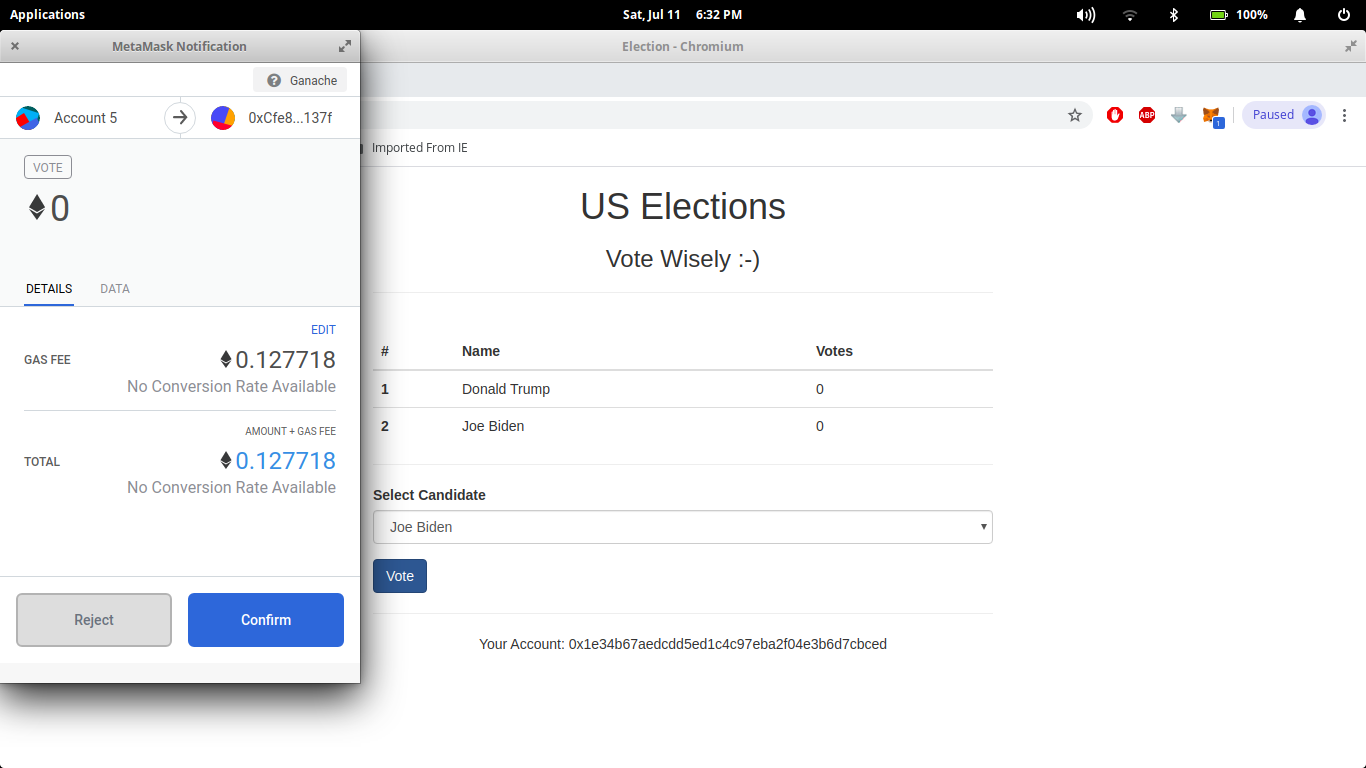 Applications
Sat, Jul 11 6:32 PM
100%
MetaMask Notification
Election - Chromium
? Ganache
Account 5
0xCfe8...137f
ABP
1
Paused
Imported From IE
VOTE
0
DETAILS
DATA
EDIT
GAS FEE
0.127718
No Conversion Rate Available
AMOUNT + GAS FEE
TOTAL
0.127718
No Conversion Rate Available
Reject
Confirm
US Elections
Vote Wisely :-)
# Name Votes
1 Donald Trump 0
2 Joe Biden 0
Select Candidate
Joe Biden
Vote
Your Account: 0x1e34b67aedcdd5ed1c4c97eba2f04e3b6d7cbced